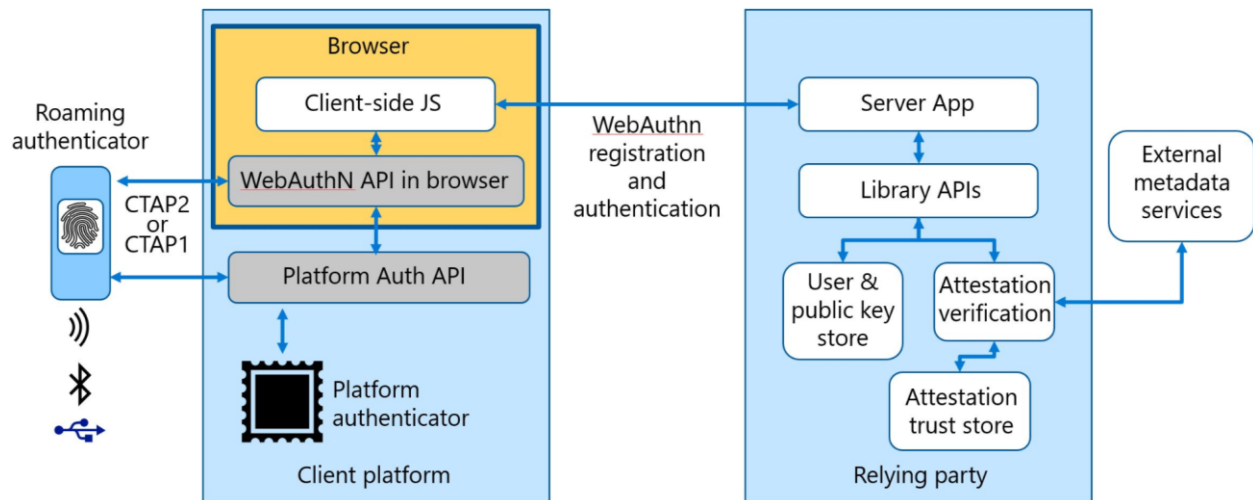 Browser
Client-side JS
WebAuthN API in browser
Platform Auth API
Platform
authenticator
Client platform
Roaming
authenticator
CTAP2
or
CTAP1
WebAuthn
registration
and
authentication
Server App
Library APIs
User &
public key
store
Attestation
verification
Attestation
trust store
Relying party
External
metadada
services